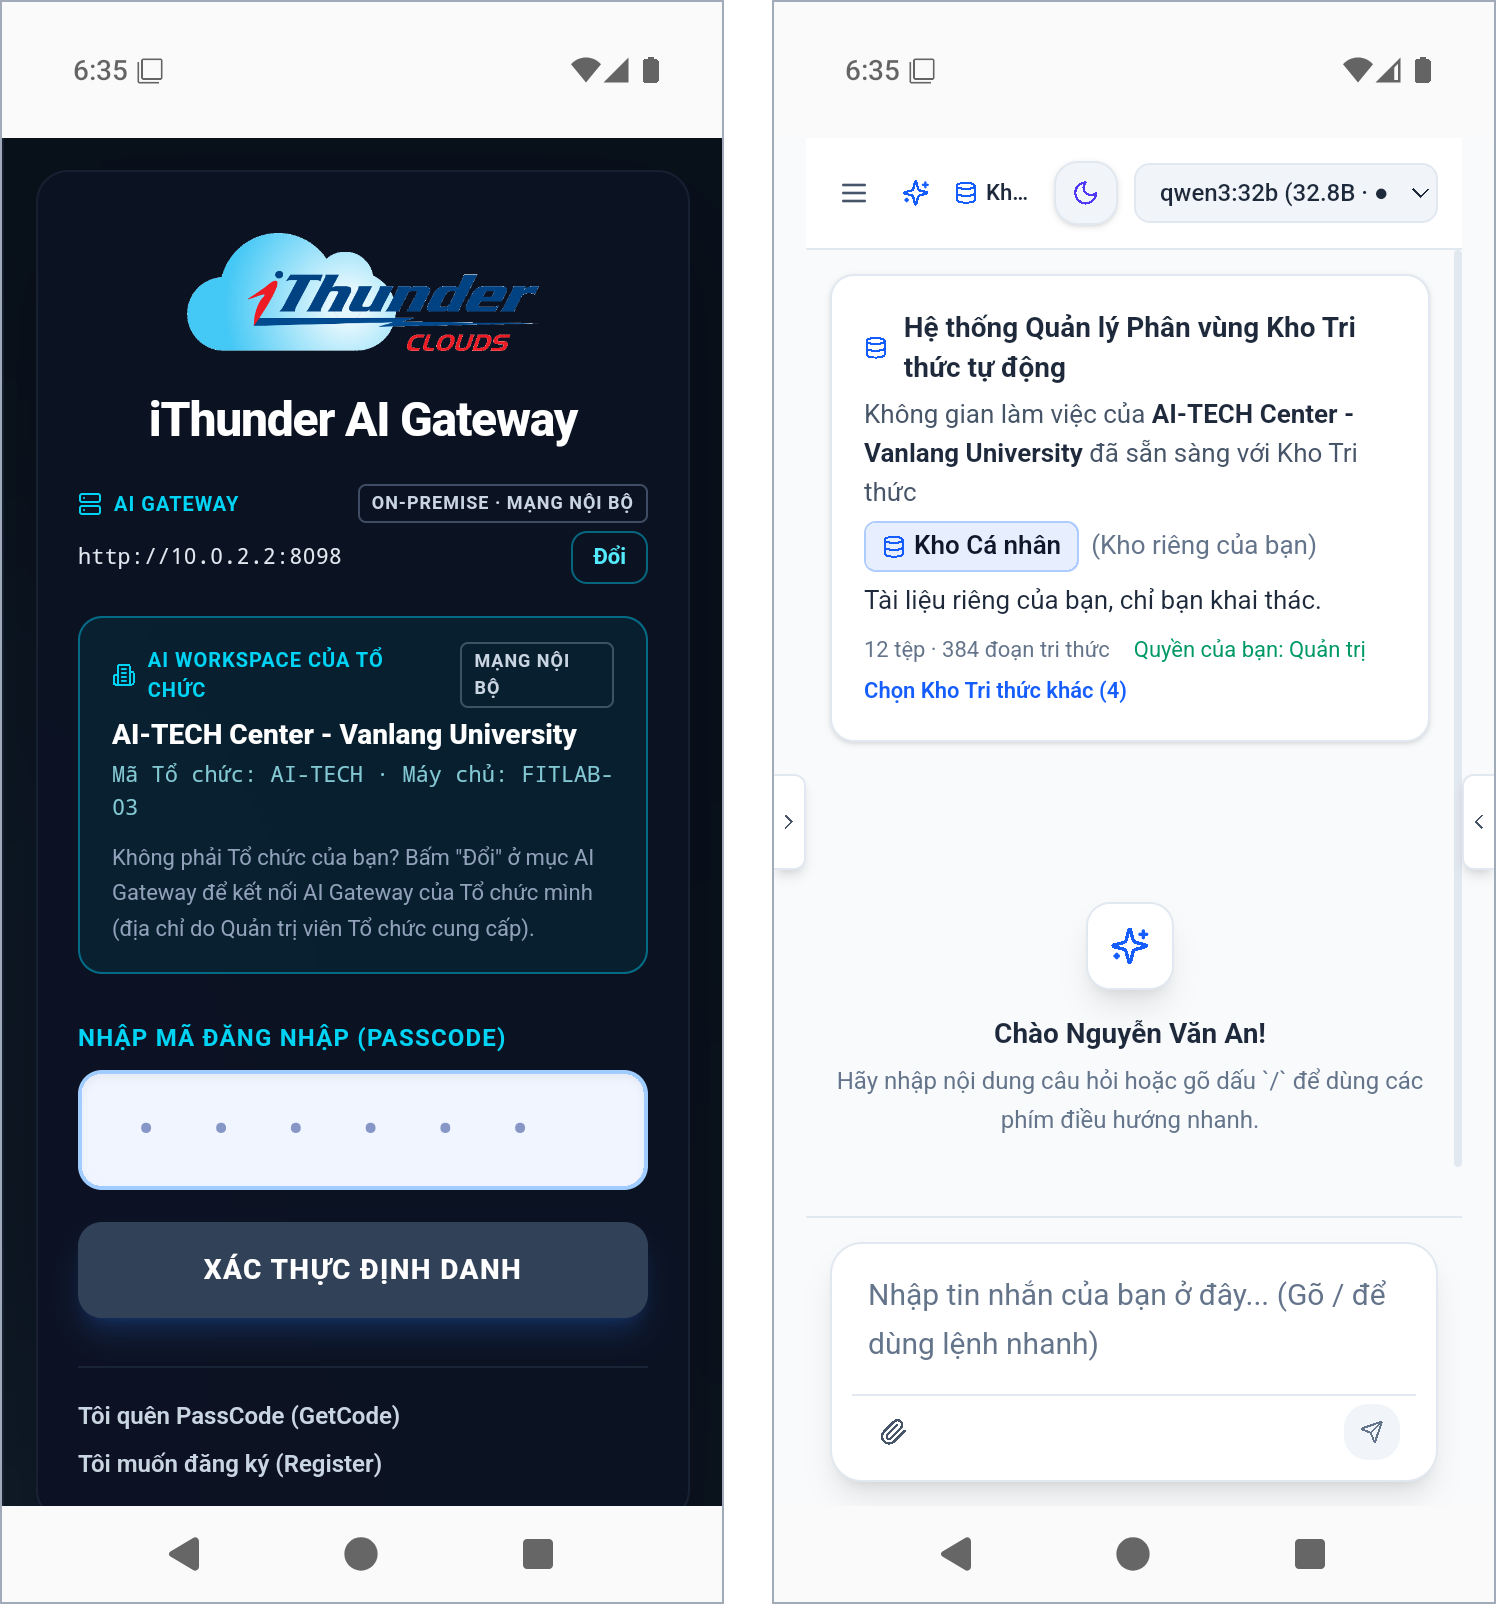 6:35
iThunder
CLOUDS
iThunder AI Gateway
AI GATEWAY
ON-PREMISE · MẠNG NỘI BỘ
http://10.0.2.2:8098
Đổi
AI WORKSPACE CỦA TỔ
CHỨC
MẠNG NỘI
BỘ
AI-TECH Center - Vanlang University
Mã Tổ chức: AI-TECH · Máy chủ: FITLAB-
03
Không phải Tổ chức của bạn? Bấm "Đổi" ở mục AI
Gateway để kết nối AI Gateway của Tổ chức mình
(địa chỉ do Quản trị viên Tổ chức cung cấp).
NHẬP MÃ ĐĂNG NHẬP (PASSCODE)
XÁC THỰC ĐỊNH DANH
Tôi quên PassCode (GetCode)
Tôi muốn đăng ký (Register)
6:35
Kh...
qwen3:32b (32.8B · ●
Hệ thống Quản lý Phân vùng Kho Tri
thức tự động
Không gian làm việc của AI-TECH Center -
Vanlang University đã sẵn sàng với Kho Tri
thức
Kho Cá nhân (Kho riêng của bạn)
Tài liệu riêng của bạn, chỉ bạn khai thác.
12 tệp · 384 đoạn tri thức Quyền của bạn: Quản trị
Chọn Kho Tri thức khác (4)
Chào Nguyễn Văn An!
Hãy nhập nội dung câu hỏi hoặc gõ dấu `/` để dùng các
phím điều hướng nhanh.
Nhập tin nhắn của bạn ở đây... (Gõ / để
dùng lệnh nhanh)